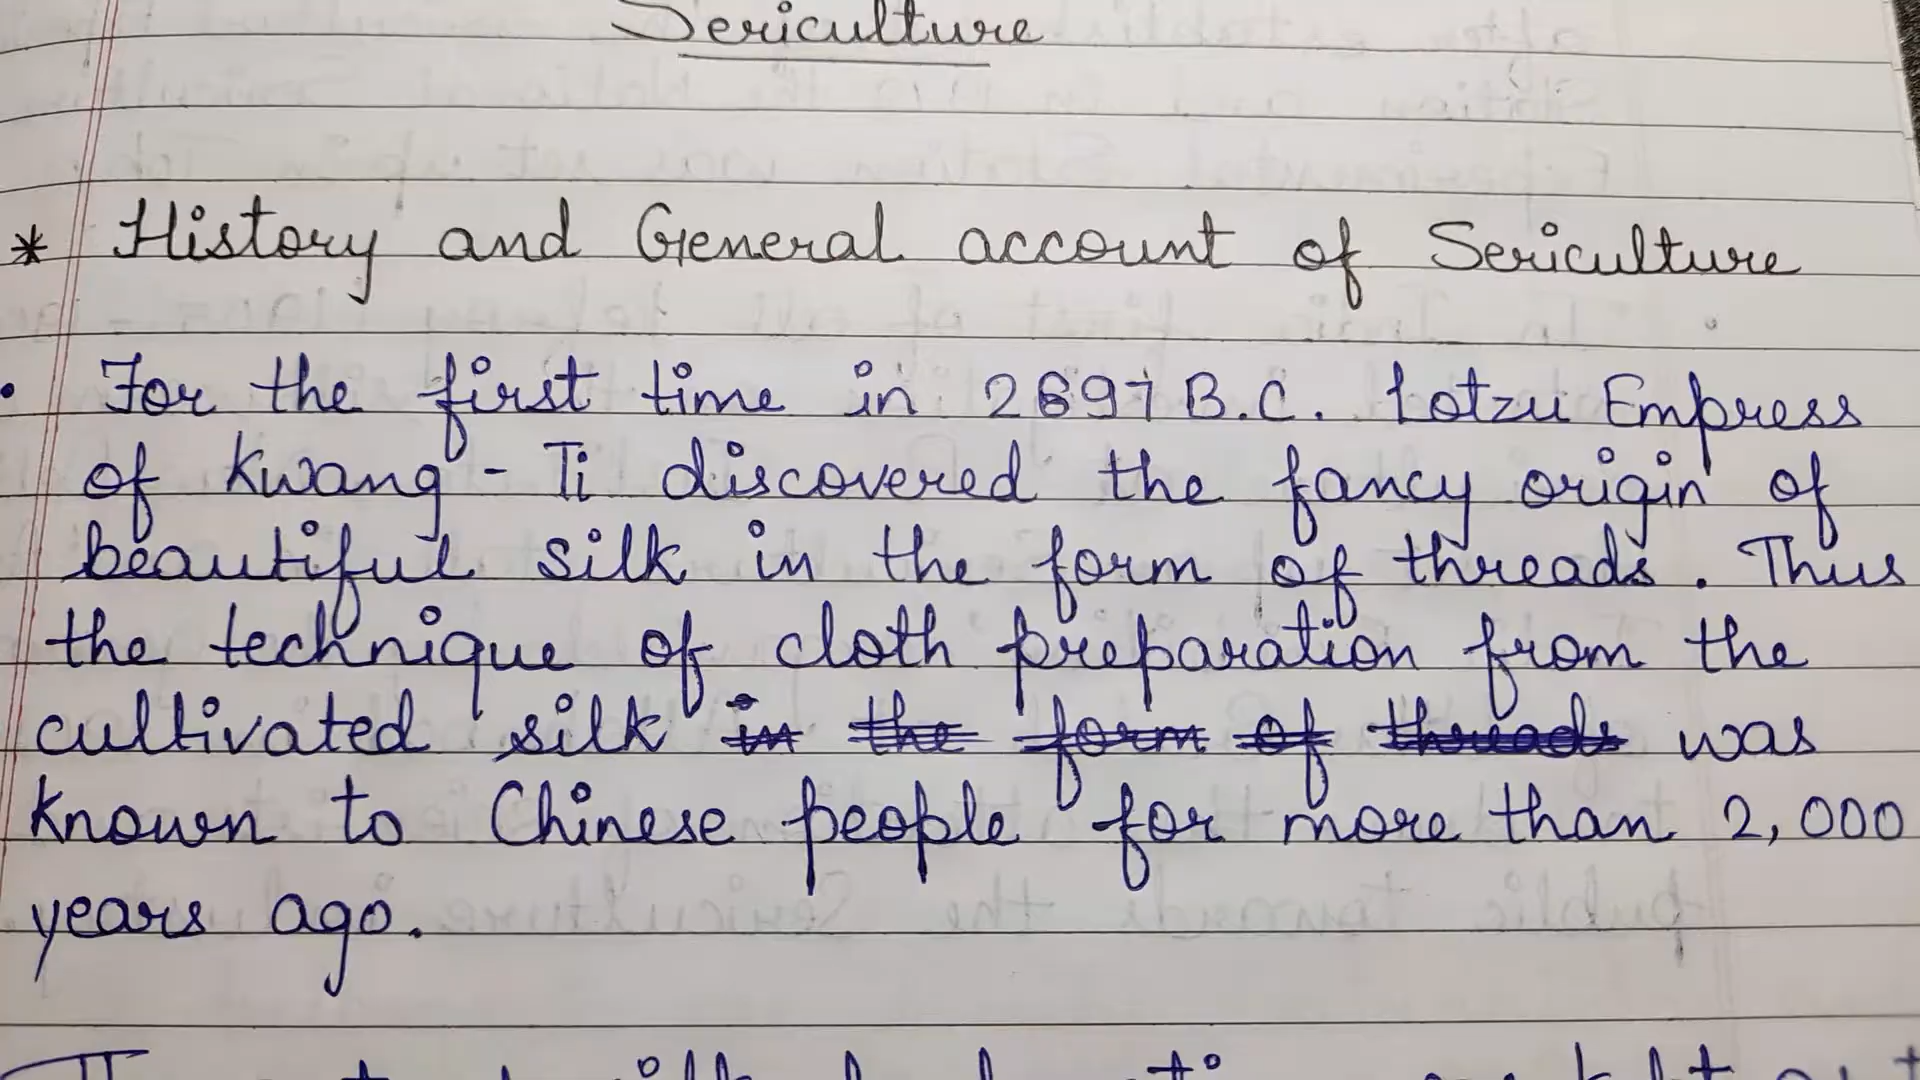 Sericulture
* History and General account of Sericulture
• For the first time in 2697 B.C. Lotzu Empress
of Kwang - Ti discovered the fancy origin of
beautiful silk in the form of threads. Thus
the technique of cloth preparation from the
cultivated silk in the form of threads was
known to Chinese people for more than 2,000
years ago.